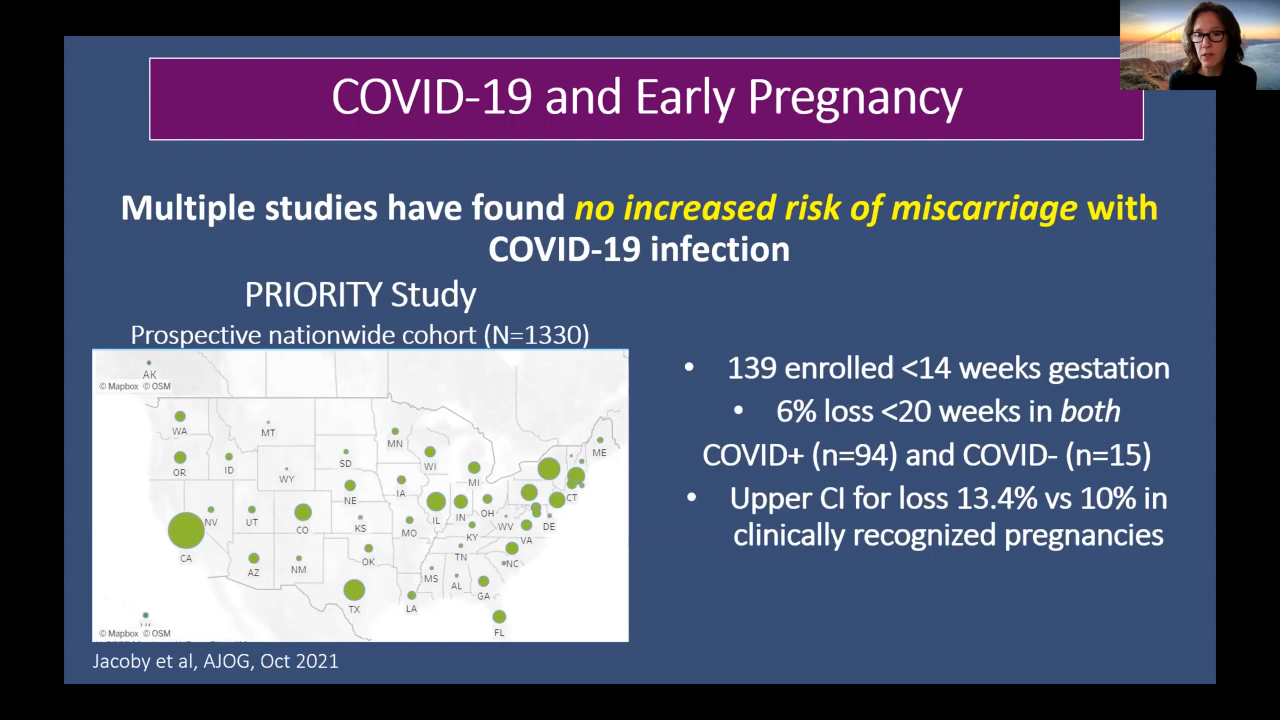 COVID-19 and Early Pregnancy
Multiple studies have found no increased risk of miscarriage with
COVID-19 infection
PRIORITY Study
Prospective nationwide cohort (N=1330)
• 139 enrolled <14 weeks gestation
• 6% loss <20 weeks in both
COVID+ (n=94) and COVID- (n=15)
• Upper CI for loss 13.4% vs 10% in
clinically recognized pregnancies
AK
© Mapbox © OSM
WA
MT
MN
ME
OR
ID
SD
WI
WY
MI
NE
IA
CT
NV
UT
CO
IL
IN
OH
KS
MO
WV
DE
KY
VA
CA
AZ
NM
OK
TN
NC
MS
AL
GA
TX
LA
FL
© Mapbox © OSM
Jacoby et al, AJOG, Oct 2021